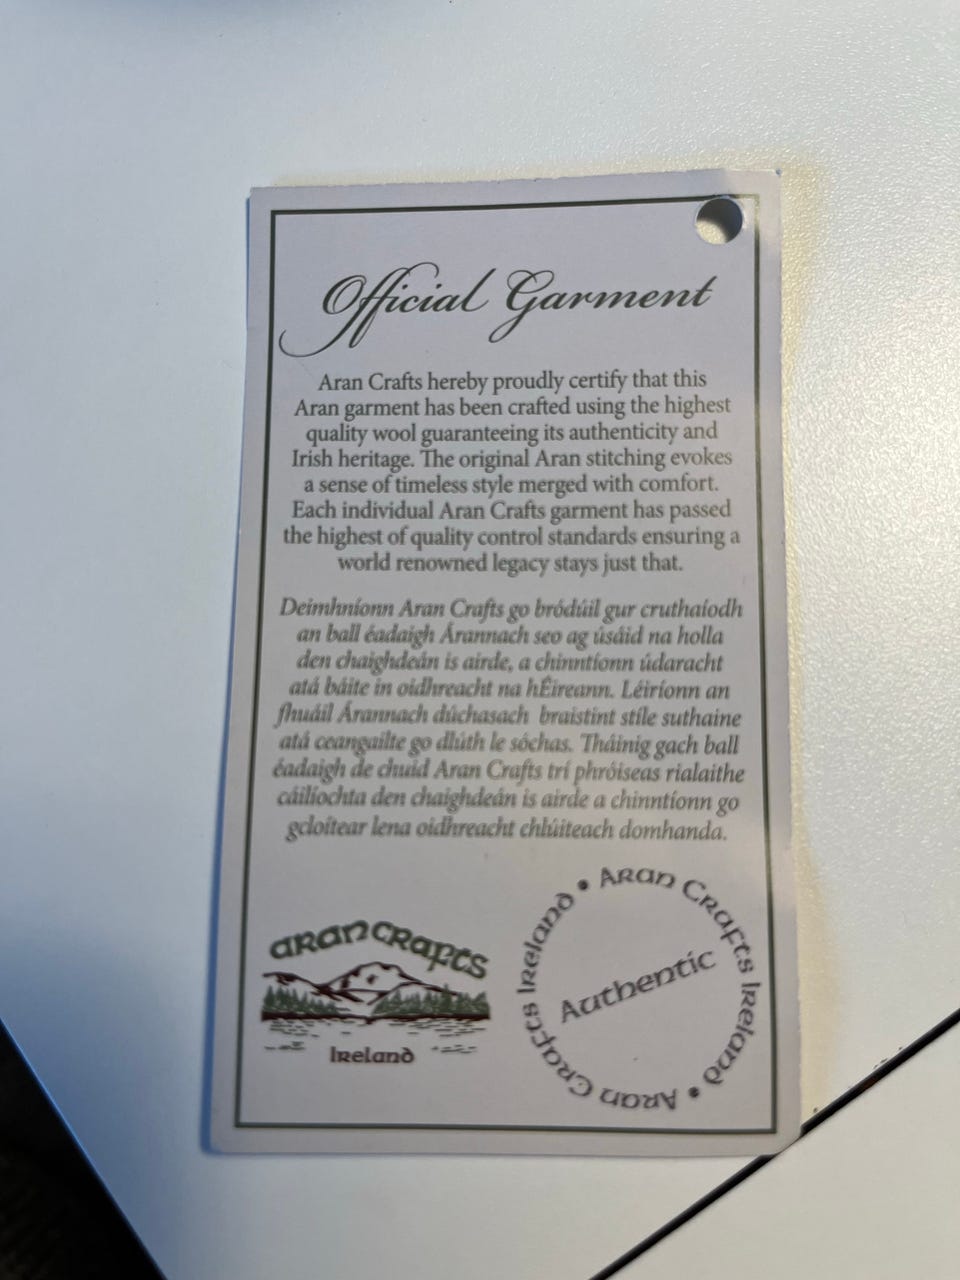 Official Garment
Aran Crafts hereby proudly certify that this
Aran garment has been crafted using the highest
quality wool guaranteeing its authenticity and
Irish heritage. The original Aran stitching evokes
a sense of timeless style merged with comfort.
Each individual Aran Crafts garment has passed
the highest of quality control standards ensuring a
world renowned legacy stays just that.
Deimhníonn Aran Crafts go bródúil gur cruthaíodh
an ball éadaigh Árannach seo ag úsáid na holla
den chaighdeán is airde, a chinntíonn údaracht
atá báite in oidhreacht na hÉireann. Léiríonn an
fhuáil Árannach dúchasach braistint stíle suthaine
atá ceangailte go dlúth le sóchas. Tháinig gach ball
éadaigh de chuid Aran Crafts trí phróiseas rialaithe
cáilíochta den chaighdeán is airde a chinntíonn go
gcloítear lena oidhreacht chlúiteach domhanda.
Aran Crafts
Ireland
Aran Crafts Ireland • Aran Crafts Ireland •
Authentic